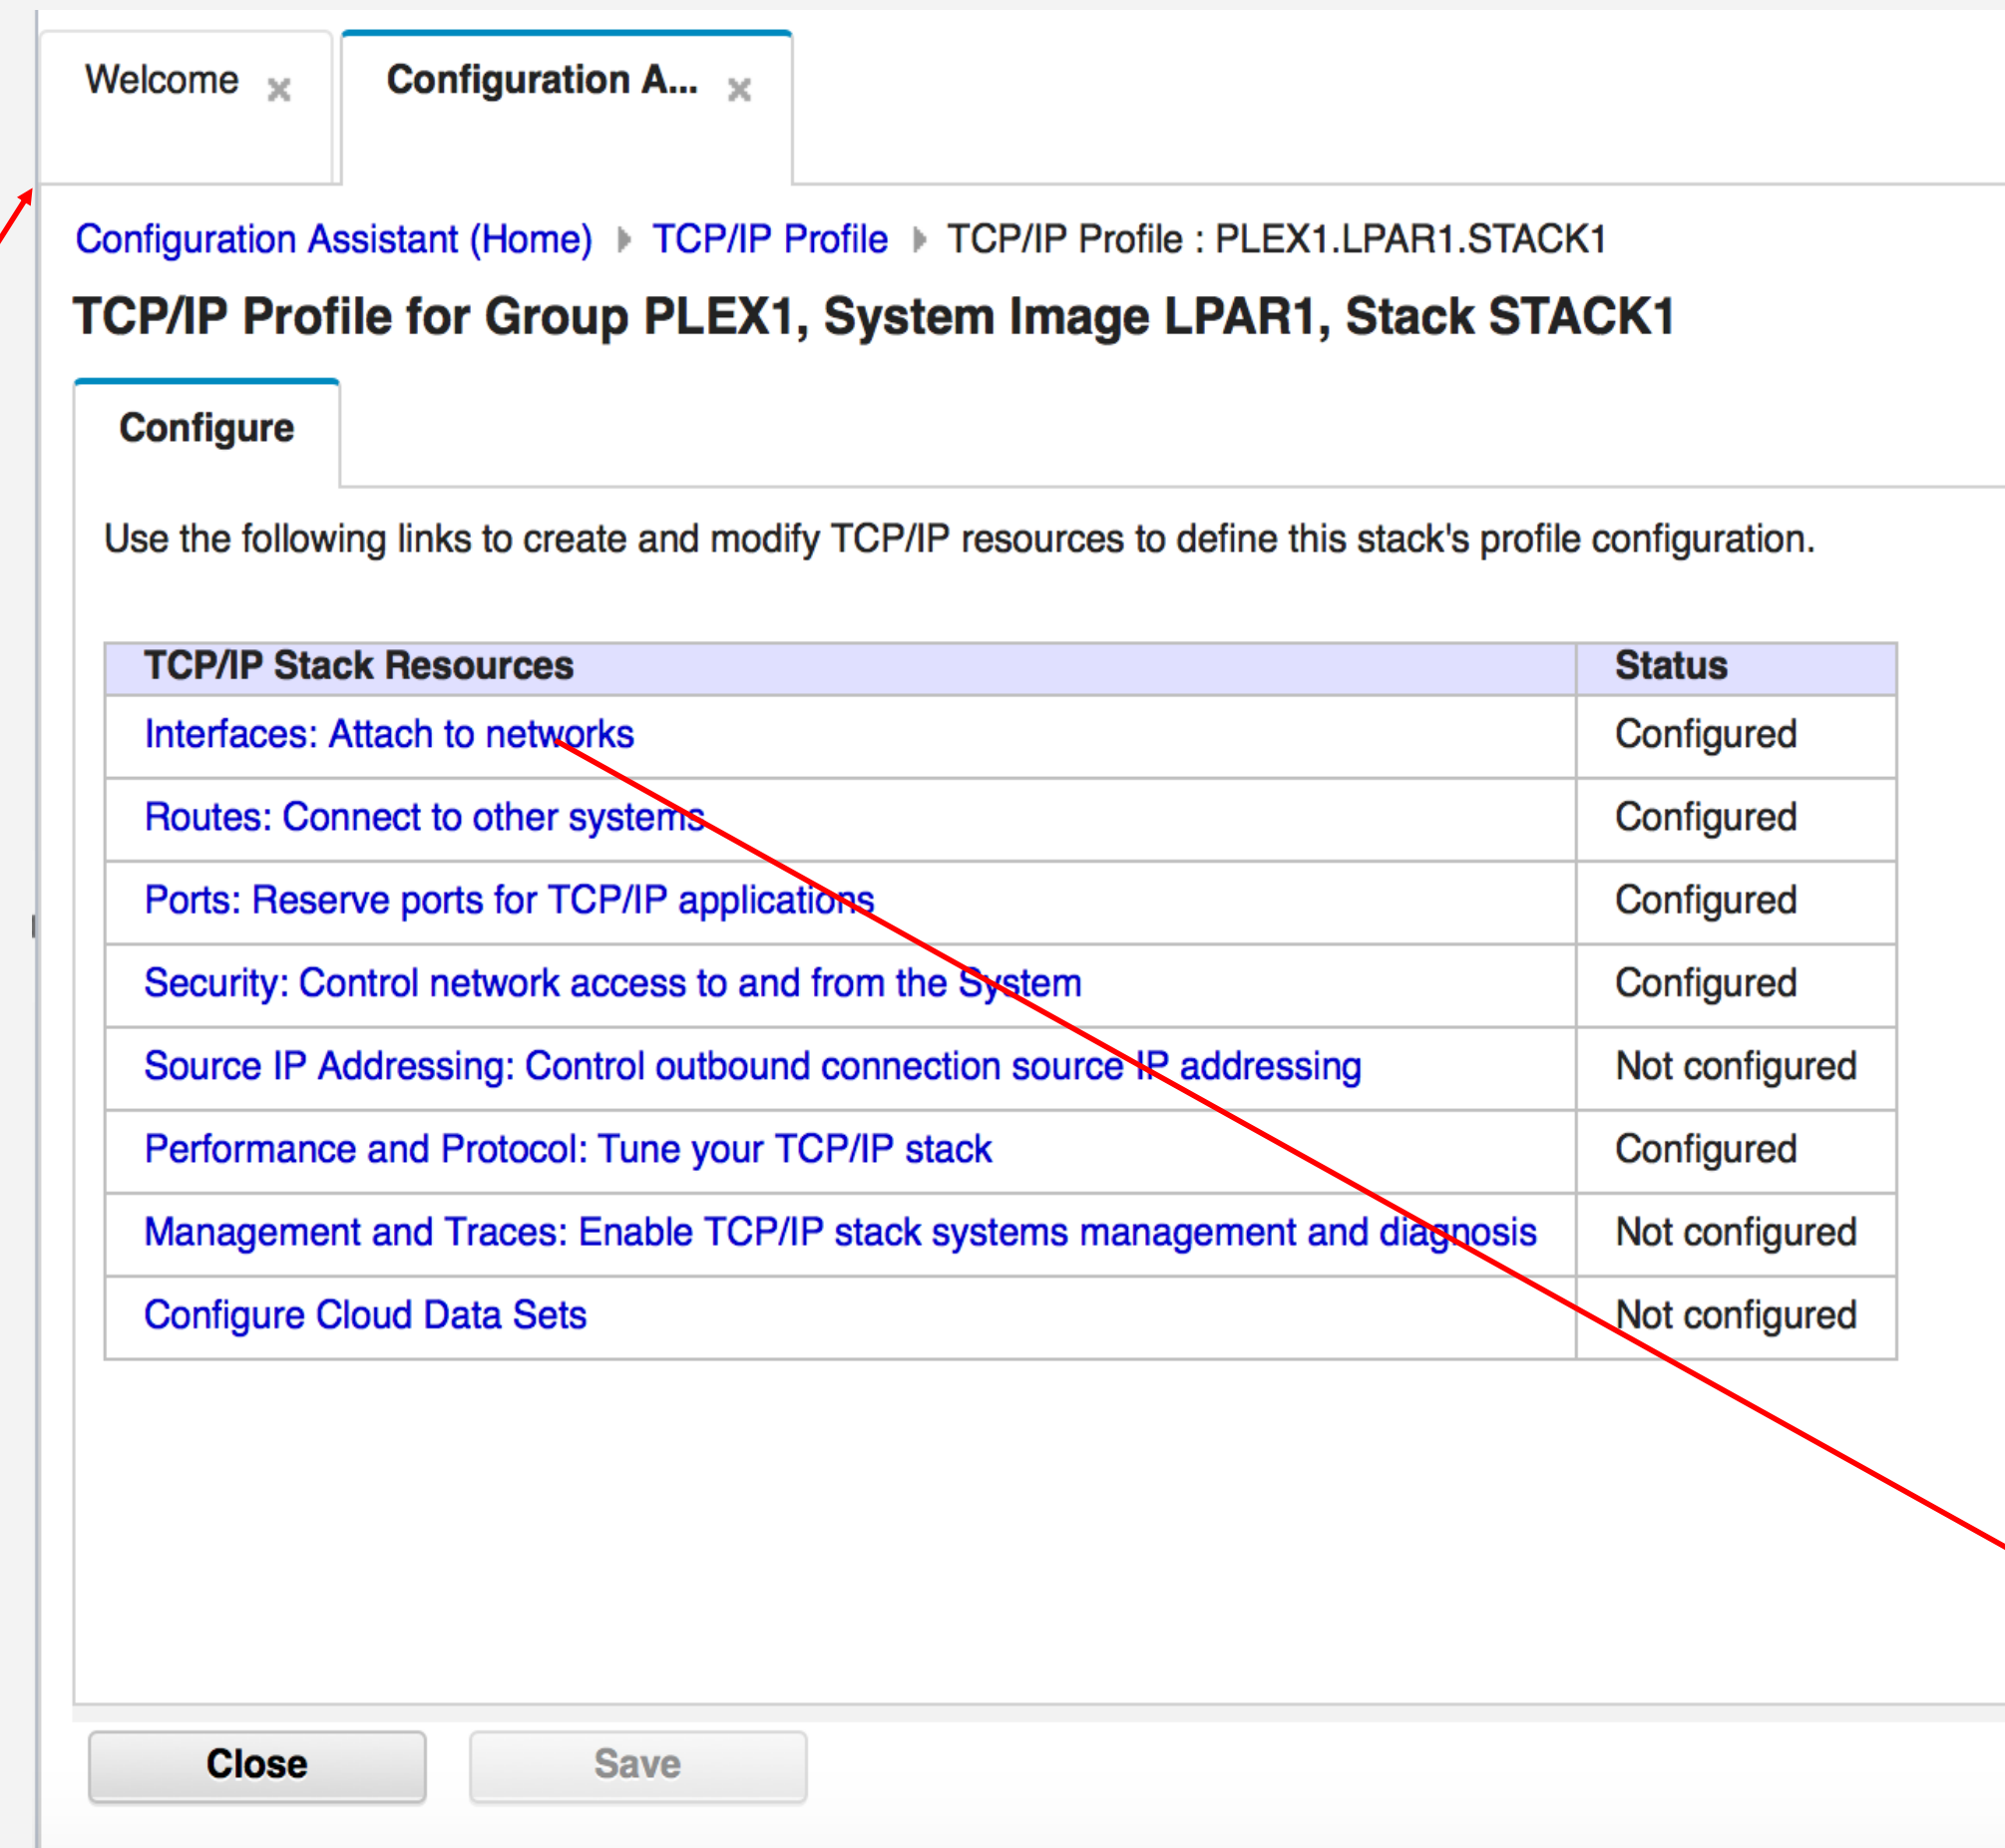 Welcome
Configuration A...
Configuration Assistant (Home) TCP/IP Profile TCP/IP Profile : PLEX1.LPAR1.STACK1
TCP/IP Profile for Group PLEX1, System Image LPAR1, Stack STACK1
Configure
Use the following links to create and modify TCP/IP resources to define this stack's profile configuration.
TCP/IP Stack Resources Status
Interfaces: Attach to networks Configured
Routes: Connect to other systems Configured
Ports: Reserve ports for TCP/IP applications Configured
Security: Control network access to and from the System Configured
Source IP Addressing: Control outbound connection source IP addressing Not configured
Performance and Protocol: Tune your TCP/IP stack Configured
Management and Traces: Enable TCP/IP stack systems management and diagnosis Not configured
Configure Cloud Data Sets Not configured
Close Save